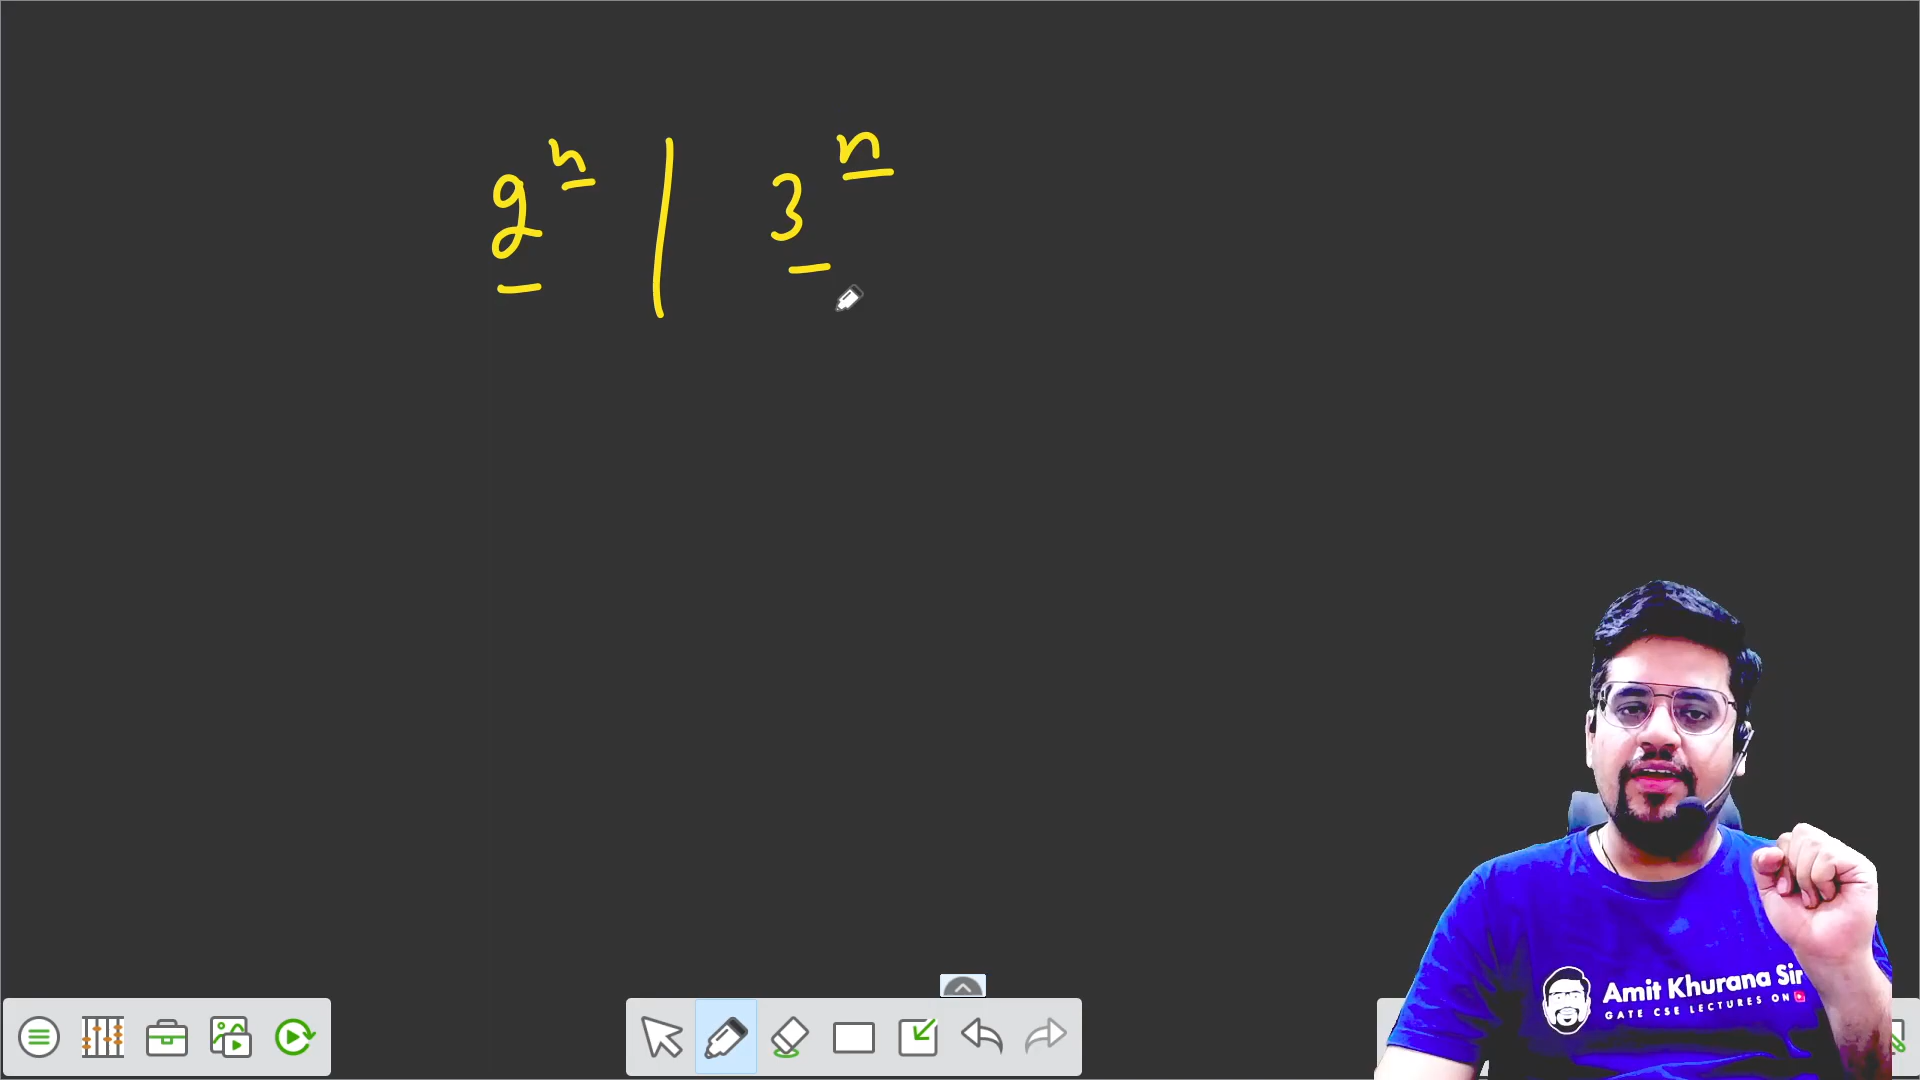 2ⁿ | 3ⁿ
Amit Khurana Sir
GATE CSE LECTURES ON